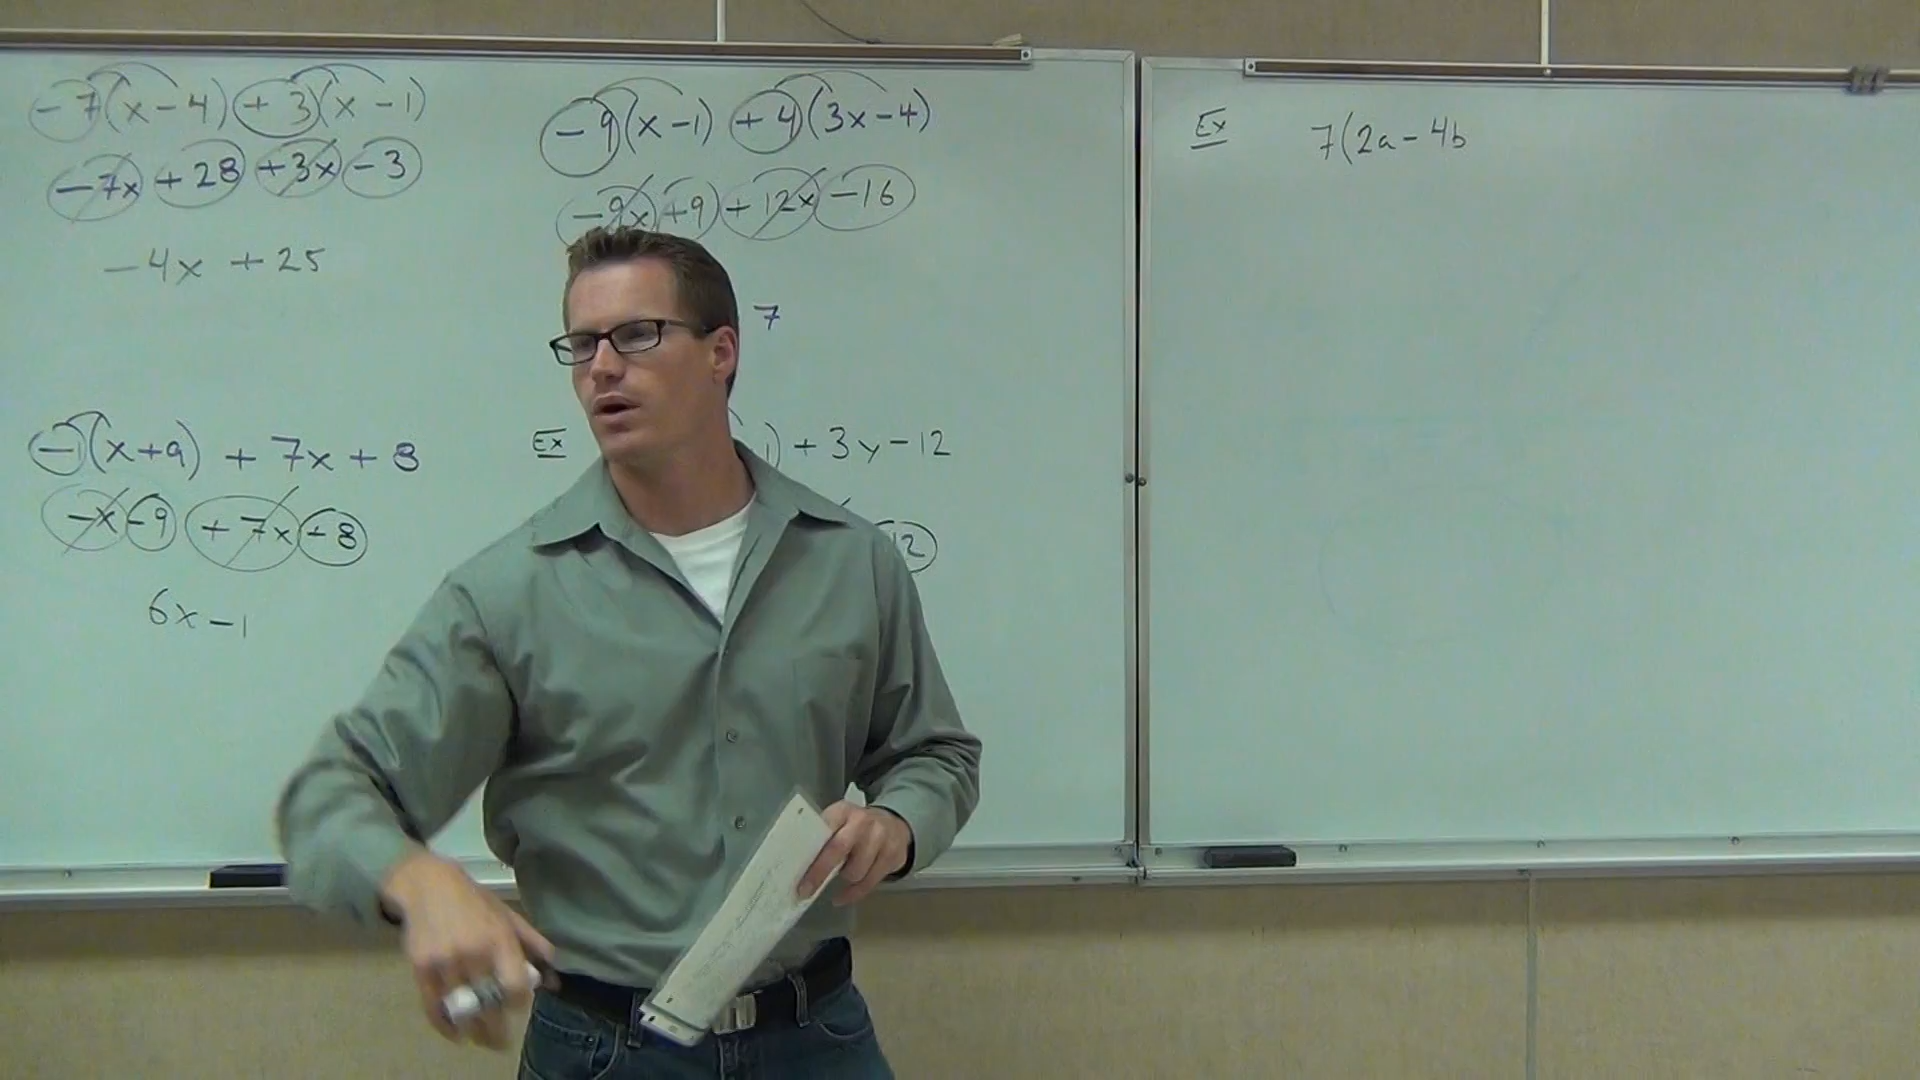 -7(x-4)+3(x-1)
-7x+28+3x-3
-4x+25
-9(x-1)+4(3x-4)
-9x+9+12x-16
7
-1(x+9)+7x+8
-x-9+7x+8
6x-1
Ex
1)+3y-12
12
Ex 7(2a-4b